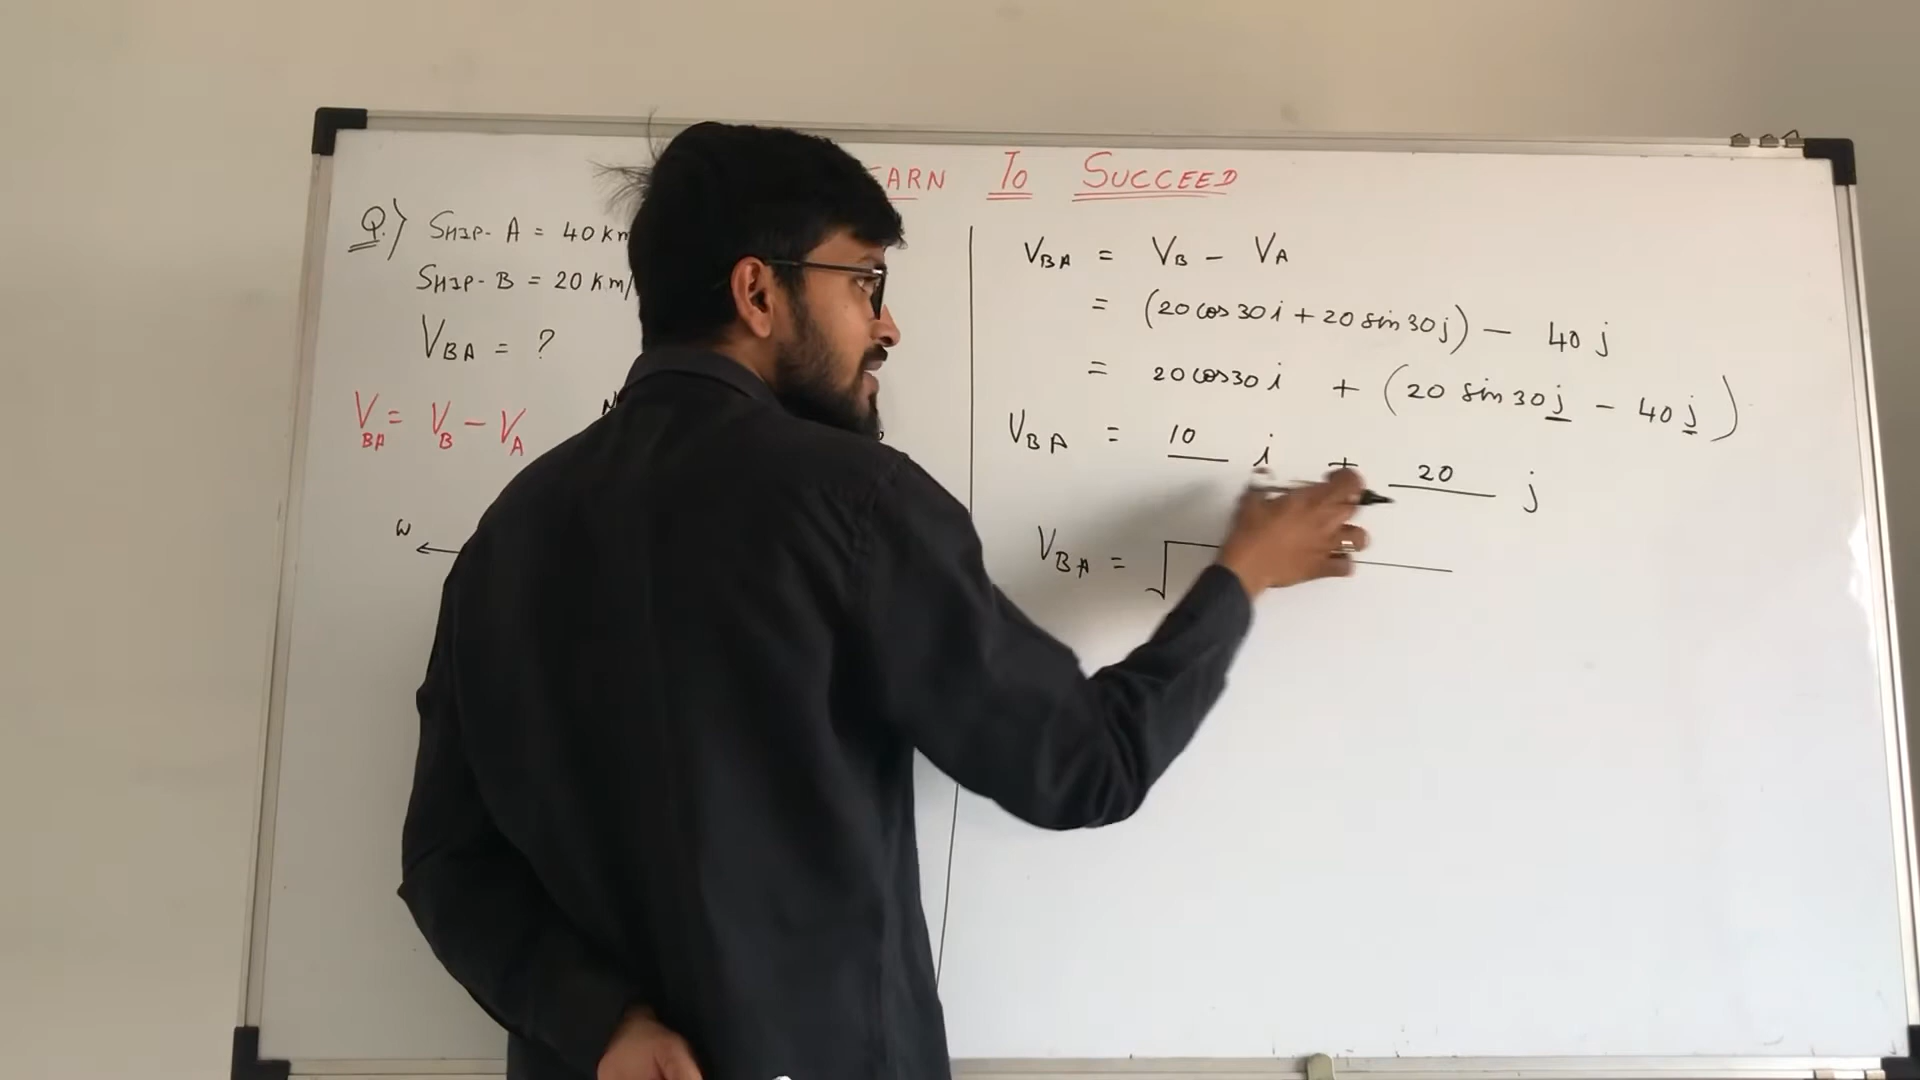 EARN TO SUCCEED
Q.) SHIP-A = 40 Km
SHIP-B = 20 Km/
VBA = ?
VBA = VB - VA
N
W
VBA = VB - VA
= (20 cos 30 i + 20 sin 30 j) - 40 j
= 20 cos 30 i + (20 sin 30 j - 40 j)
VBA = 10 i + 20 j
VBA = √